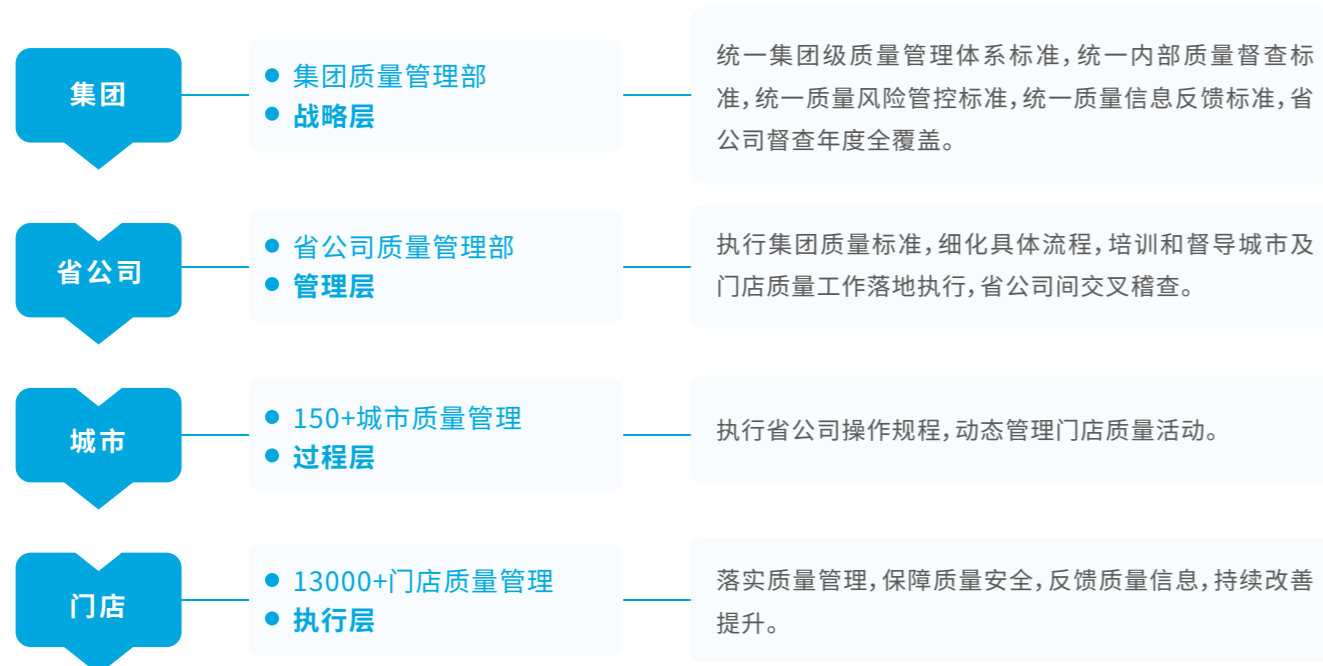 集团
集团质量管理部
战略层
统一集团级质量管理体系标准,统一内部质量督查标
准,统一质量风险管控标准,统一质量信息反馈标准,省
公司督查年度全覆盖。
省公司
省公司质量管理部
管理层
执行集团质量标准,细化具体流程,培训和督导城市及
门店质量工作落地执行,省公司间交叉稽查。
城市
150+城市质量管理
过程层
执行省公司操作规程,动态管理门店质量活动。
门店
13000+门店质量管理
执行层
落实质量管理,保障质量安全,反馈质量信息,持续改善
提升。